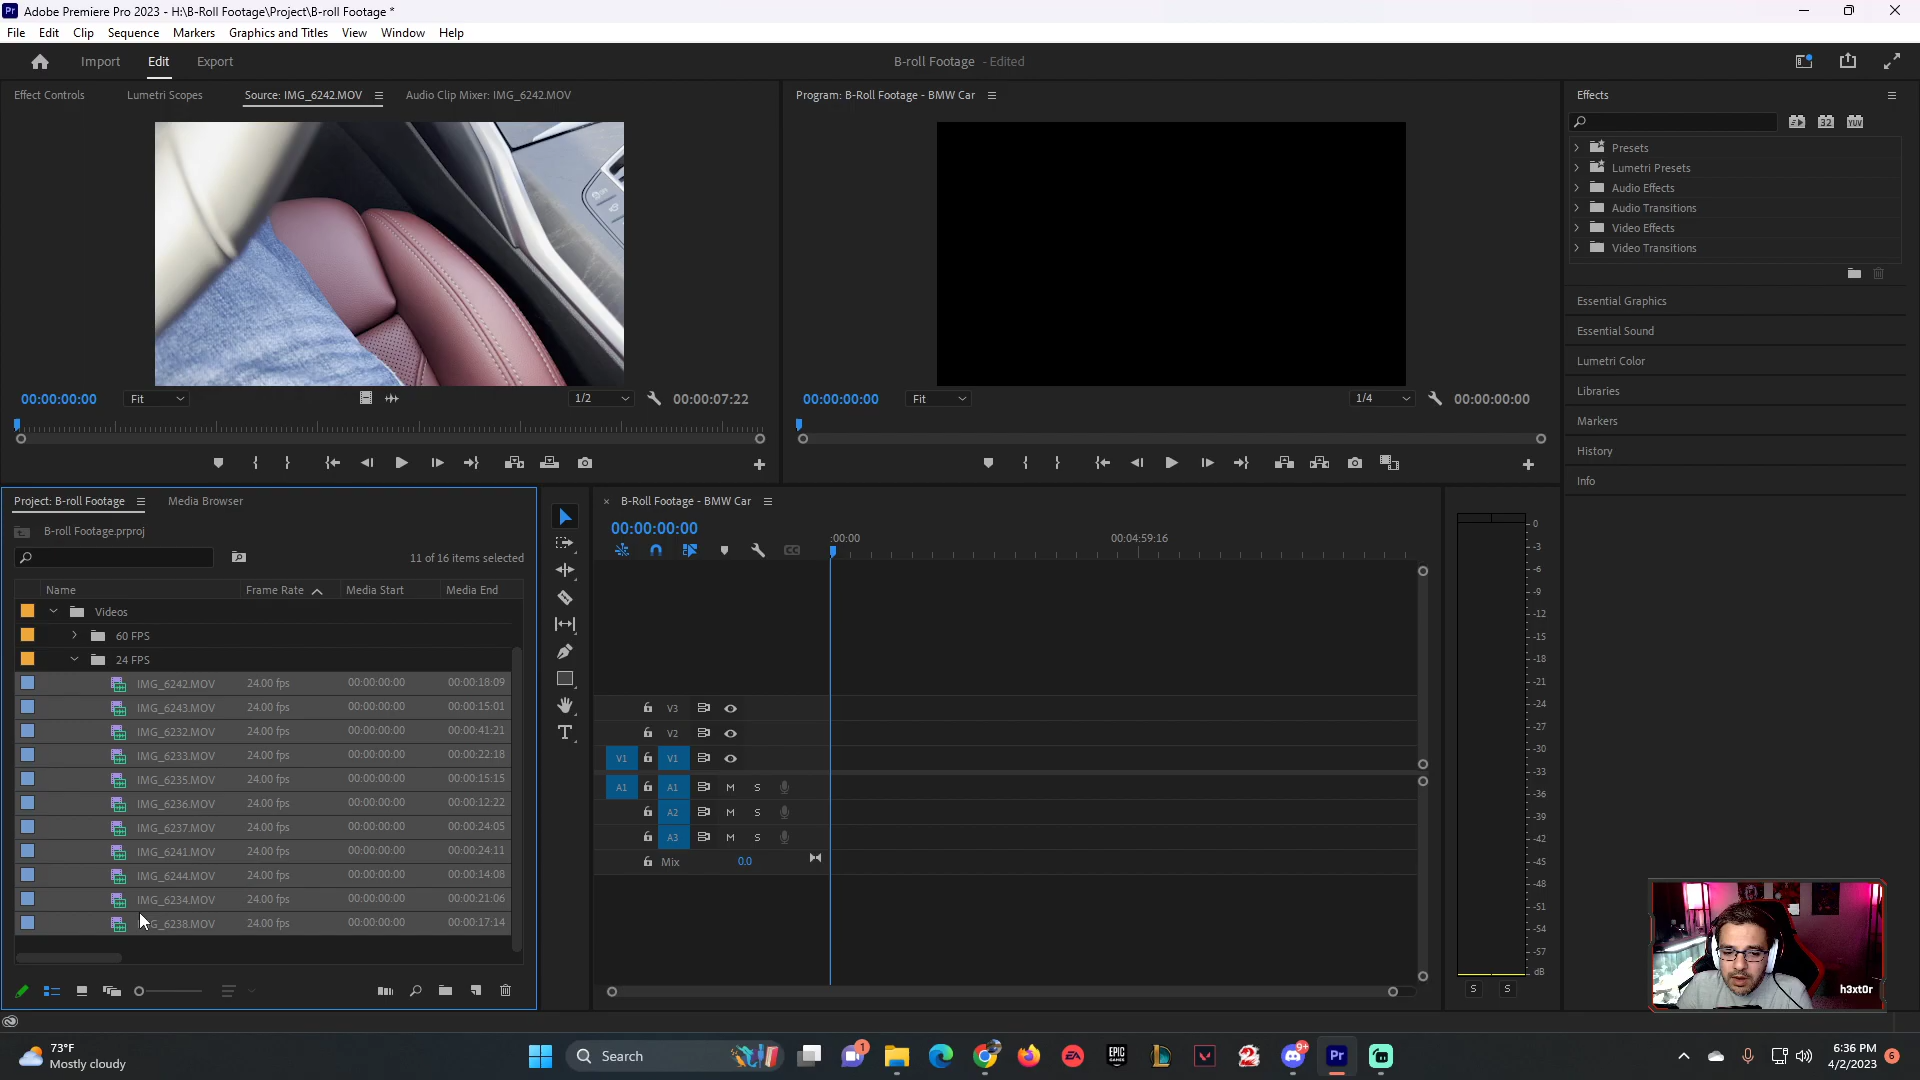 Pr Adobe Premiere Pro 2023 - H:\B-Roll Footage\Project\B-roll Footage *
File Edit Clip Sequence Markers Graphics and Titles View Window Help
Import Edit Export
B-roll Footage - Edited
Effect Controls Lumetri Scopes Source: IMG_6242.MOV Audio Clip Mixer: IMG_6242.MOV
Program: B-Roll Footage - BMW Car
Effects
32 YUV
Presets
Lumetri Presets
Audio Effects
Audio Transitions
Video Effects
Video Transitions
Essential Graphics
Essential Sound
Lumetri Color
Libraries
Markers
History
Info
00:00:00:00 Fit 1/2 00:00:07:22
00:00:00:00 Fit 1/4 00:00:00:00
Project: B-roll Footage Media Browser
B-roll Footage.prproj
11 of 16 items selected
Name Frame Rate Media Start Media End
Videos
60 FPS
24 FPS
IMG_6242.MOV 24.00 fps 00:00:00:00 00:00:18:09
IMG_6243.MOV 24.00 fps 00:00:00:00 00:00:15:01
IMG_6232.MOV 24.00 fps 00:00:00:00 00:00:41:21
IMG_6233.MOV 24.00 fps 00:00:00:00 00:00:22:18
IMG_6235.MOV 24.00 fps 00:00:00:00 00:00:15:15
IMG_6236.MOV 24.00 fps 00:00:00:00 00:00:12:22
IMG_6237.MOV 24.00 fps 00:00:00:00 00:00:24:05
IMG_6241.MOV 24.00 fps 00:00:00:00 00:00:24:11
IMG_6244.MOV 24.00 fps 00:00:00:00 00:00:14:08
IMG_6234.MOV 24.00 fps 00:00:00:00 00:00:21:06
IMG_6238.MOV 24.00 fps 00:00:00:00 00:00:17:14
B-Roll Footage - BMW Car
00:00:00:00
:00:00 00:04:59:16
V3
V2
V1 V1
A1 A1 M S
A2 M S
A3 M S
Mix 0.0
0
-3
-6
-9
-12
-15
-18
-21
-24
-27
-30
-33
-36
-39
-42
-45
-48
-51
-54
-57
dB
S S
h3xt0r
73°F
Mostly cloudy
Search
1
EA
EPIC GAMES
9+
Pr
6:36 PM
4/2/2023
6